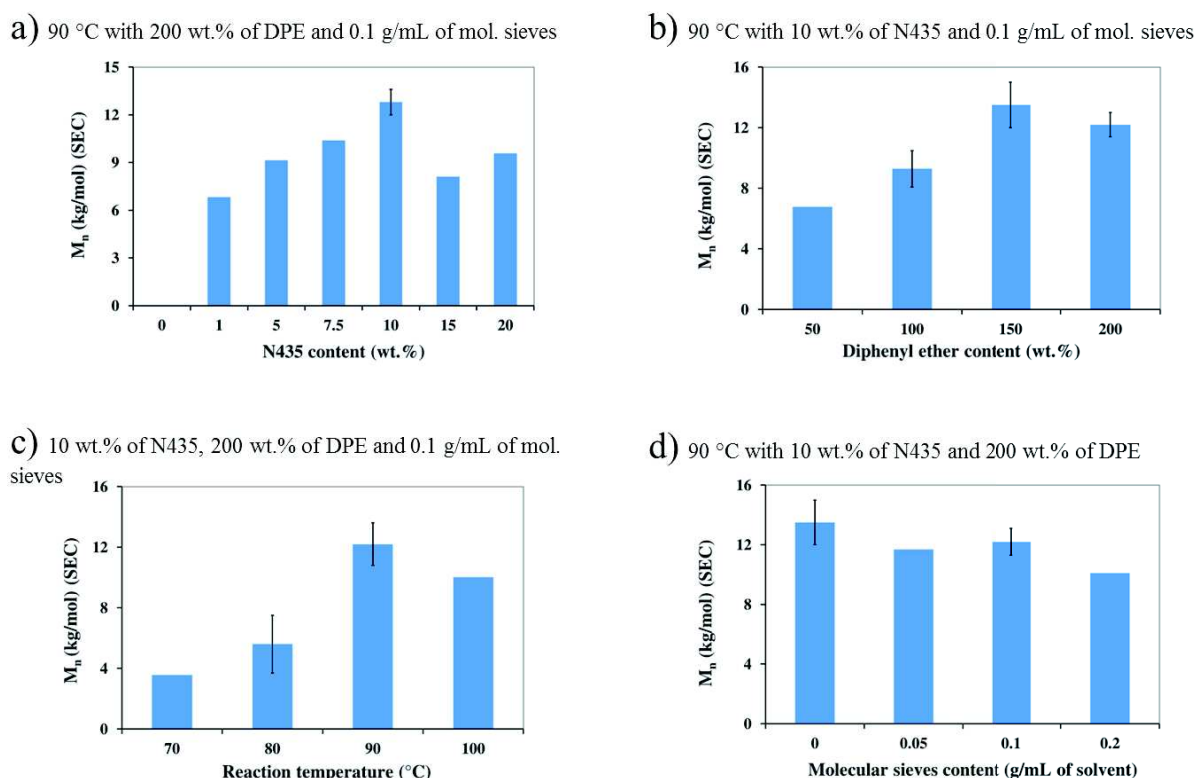 a) 90 °C with 200 wt.% of DPE and 0.1 g/mL of mol. sieves
15
12
9
6
3
0
Mn (kg/mol) (SEC)
0 1 5 7.5 10 15 20
N435 content (wt.%)
b) 90 °C with 10 wt.% of N435 and 0.1 g/mL of mol. sieves
16
12
8
4
0
Mn (kg/mol) (SEC)
50 100 150 200
Diphenyl ether content (wt.%)
c) 10 wt.% of N435, 200 wt.% of DPE and 0.1 g/mL of mol.
sieves
16
12
8
4
0
Mn (kg/mol) (SEC)
70 80 90 100
Reaction temperature (°C)
d) 90 °C with 10 wt.% of N435 and 200 wt.% of DPE
16
12
8
4
0
Mn (kg/mol) (SEC)
0 0.05 0.1 0.2
Molecular sieves content (g/mL of solvent)